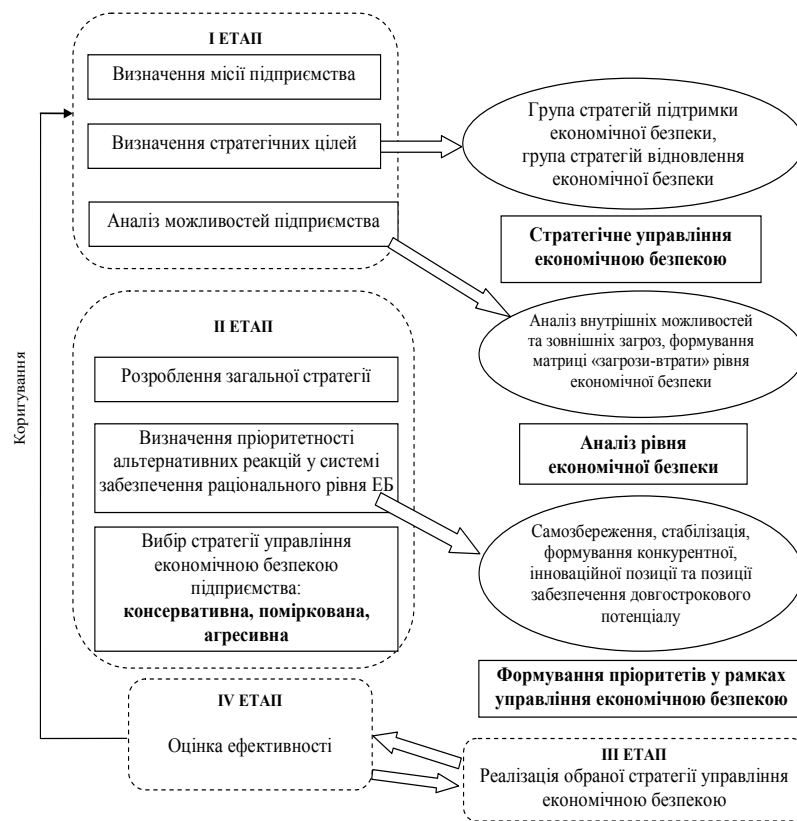 І ЕТАП
Визначення місії підприємства
Визначення стратегічних цілей
Аналіз можливостей підприємства
Група стратегій підтримки
економічної безпеки,
група стратегій відновлення
економічної безпеки
Стратегічне управління
економічною безпекою
Коригування
ІІ ЕТАП
Розроблення загальної стратегії
Визначення пріоритетності
альтернативних реакцій у системі
забезпечення раціонального рівня ЕБ
Вибір стратегії управління
економічною безпекою
підприємства:
консервативна, поміркована,
агресивна
Аналіз внутрішніх можливостей
та зовнішніх загроз, формування
матриці «загрози-втрати» рівня
економічної безпеки
Аналіз рівня
економічної безпеки
Самозбереження, стабілізація,
формування конкурентної,
інноваційної позиції та позиції
забезпечення довгострокового
потенціалу
Формування пріоритетів у рамках
управління економічною безпекою
IV ЕТАП
Оцінка ефективності
ІІІ ЕТАП
Реалізація обраної стратегії управління
економічною безпекою